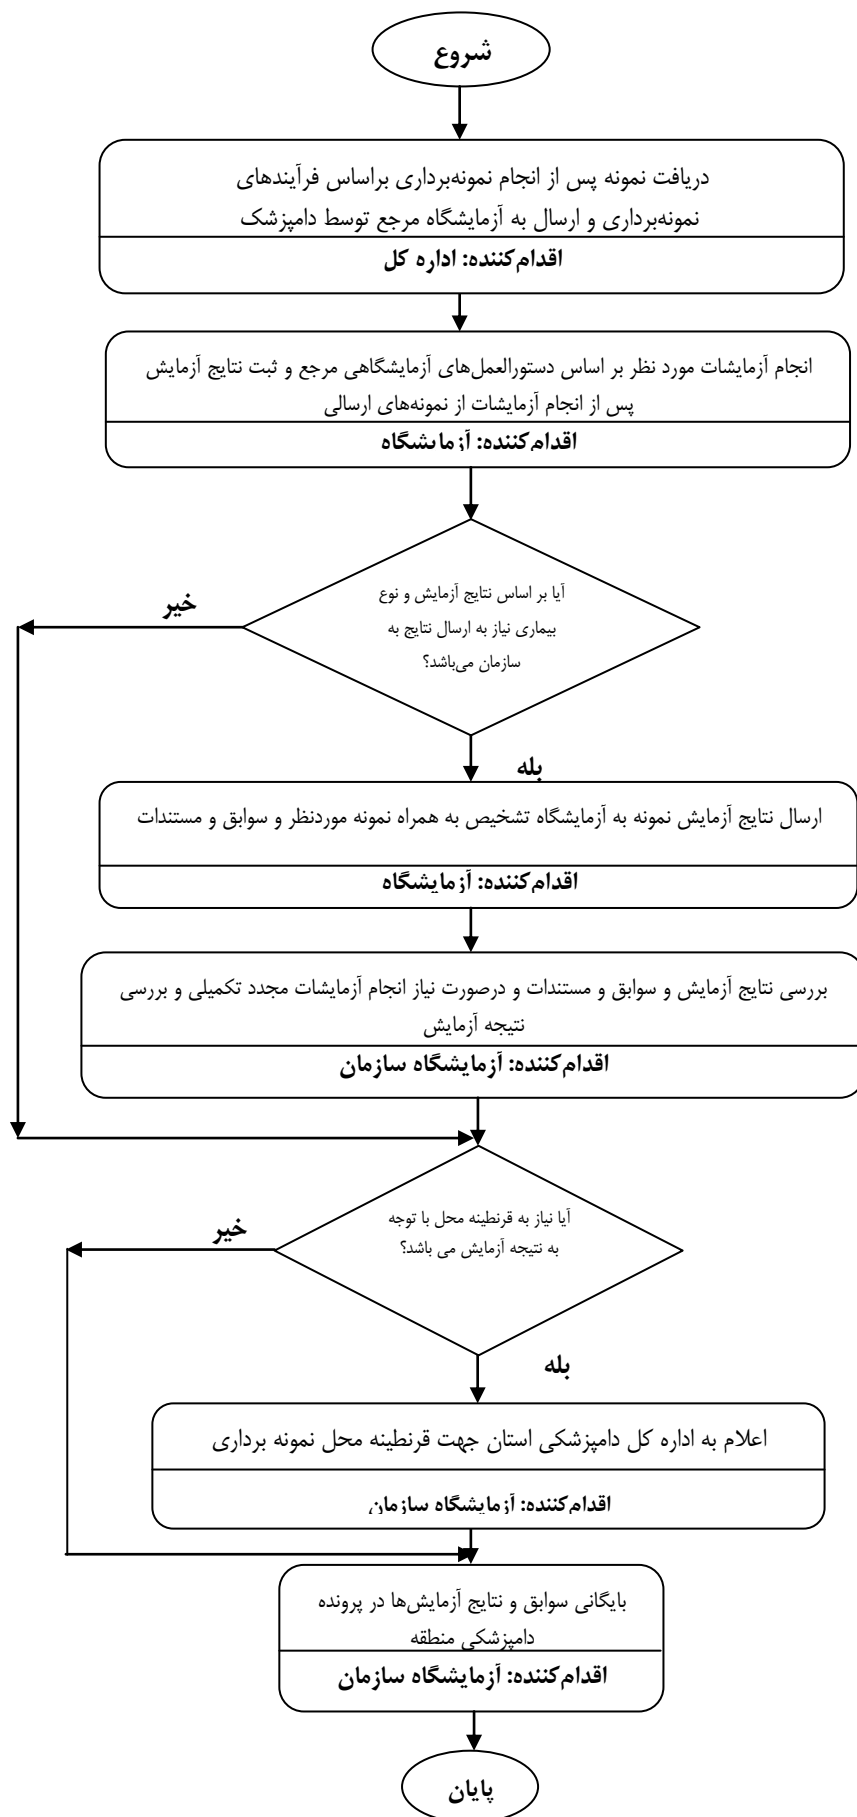 شروع
دریافت نمونه پس از انجام نمونه‌برداری براساس فرآیندهای
نمونه‌برداری و ارسال به آزمایشگاه مرجع توسط دامپزشک
اقدام‌کننده: اداره کل
انجام آزمایشات مورد نظر بر اساس دستورالعمل‌های آزمایشگاهی مرجع و ثبت نتایج آزمایش
پس از انجام آزمایشات از نمونه‌های ارسالی
اقدام‌کننده: آزمایشگاه
آیا بر اساس نتایج آزمایش و نوع
بیماری نیاز به ارسال نتایج به
سازمان می‌باشد؟
خیر
بله
ارسال نتایج آزمایش نمونه به آزمایشگاه تشخیص به همراه نمونه موردنظر و سوابق و مستندات
اقدام‌کننده: آزمایشگاه
بررسی نتایج آزمایش و سوابق و مستندات و درصورت نیاز انجام آزمایشات مجدد تکمیلی و بررسی
نتیجه آزمایش
اقدام‌کننده: آزمایشگاه سازمان
آیا نیاز به قرنطینه محل با توجه
به نتیجه آزمایش می باشد؟
خیر
بله
اعلام به اداره کل دامپزشکی استان جهت قرنطینه محل نمونه برداری
اقدام‌کننده: آزمایشگاه سازمان
بایگانی سوابق و نتایج آزمایش‌ها در پرونده
دامپزشکی منطقه
اقدام‌کننده: آزمایشگاه سازمان
پایان